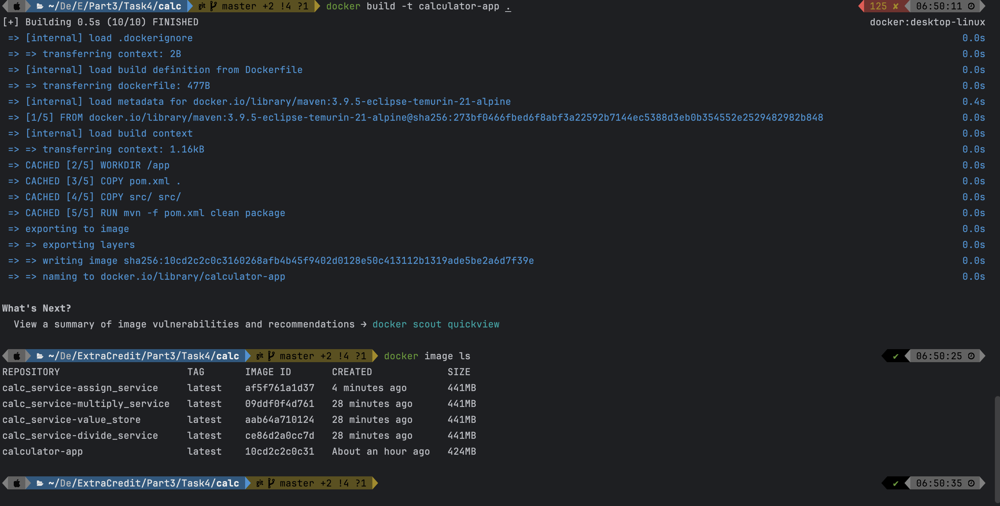 ~/De/E/Part3/Task4/calc git master +2 !4 ?1 docker build -t calculator-app . 125 ✘ 06:50:11
[+] Building 0.5s (10/10) FINISHED docker:desktop-linux
=> [internal] load .dockerignore 0.0s
=> => transferring context: 2B 0.0s
=> [internal] load build definition from Dockerfile 0.0s
=> => transferring dockerfile: 477B 0.0s
=> [internal] load metadata for docker.io/library/maven:3.9.5-eclipse-temurin-21-alpine 0.4s
=> [1/5] FROM docker.io/library/maven:3.9.5-eclipse-temurin-21-alpine@sha256:273bf0466fbed6f8abf3a22592b7144ec5388d3eb0b354552e2529482982b848 0.0s
=> [internal] load build context 0.0s
=> => transferring context: 1.16kB 0.0s
=> CACHED [2/5] WORKDIR /app 0.0s
=> CACHED [3/5] COPY pom.xml . 0.0s
=> CACHED [4/5] COPY src/ src/ 0.0s
=> CACHED [5/5] RUN mvn -f pom.xml clean package 0.0s
=> exporting to image 0.0s
=> => exporting layers 0.0s
=> => writing image sha256:10cd2c2c0c3160268afb4b45f9402d0128e50c413112b1319ade5be2a6d7f39e 0.0s
=> => naming to docker.io/library/calculator-app 0.0s
What's Next?
View a summary of image vulnerabilities and recommendations → docker scout quickview
~/De/ExtraCredit/Part3/Task4/calc git master +2 !4 ?1 docker image ls ✔ 06:50:25
REPOSITORY TAG IMAGE ID CREATED SIZE
calc_service-assign_service latest af5f761a1d37 4 minutes ago 441MB
calc_service-multiply_service latest 09ddf0f4d761 28 minutes ago 441MB
calc_service-value_store latest aab64a710124 28 minutes ago 441MB
calc_service-divide_service latest ce86d2a0cc7d 28 minutes ago 441MB
calculator-app latest 10cd2c2c0c31 About an hour ago 424MB
~/De/ExtraCredit/Part3/Task4/calc git master +2 !4 ?1 ✔ 06:50:35